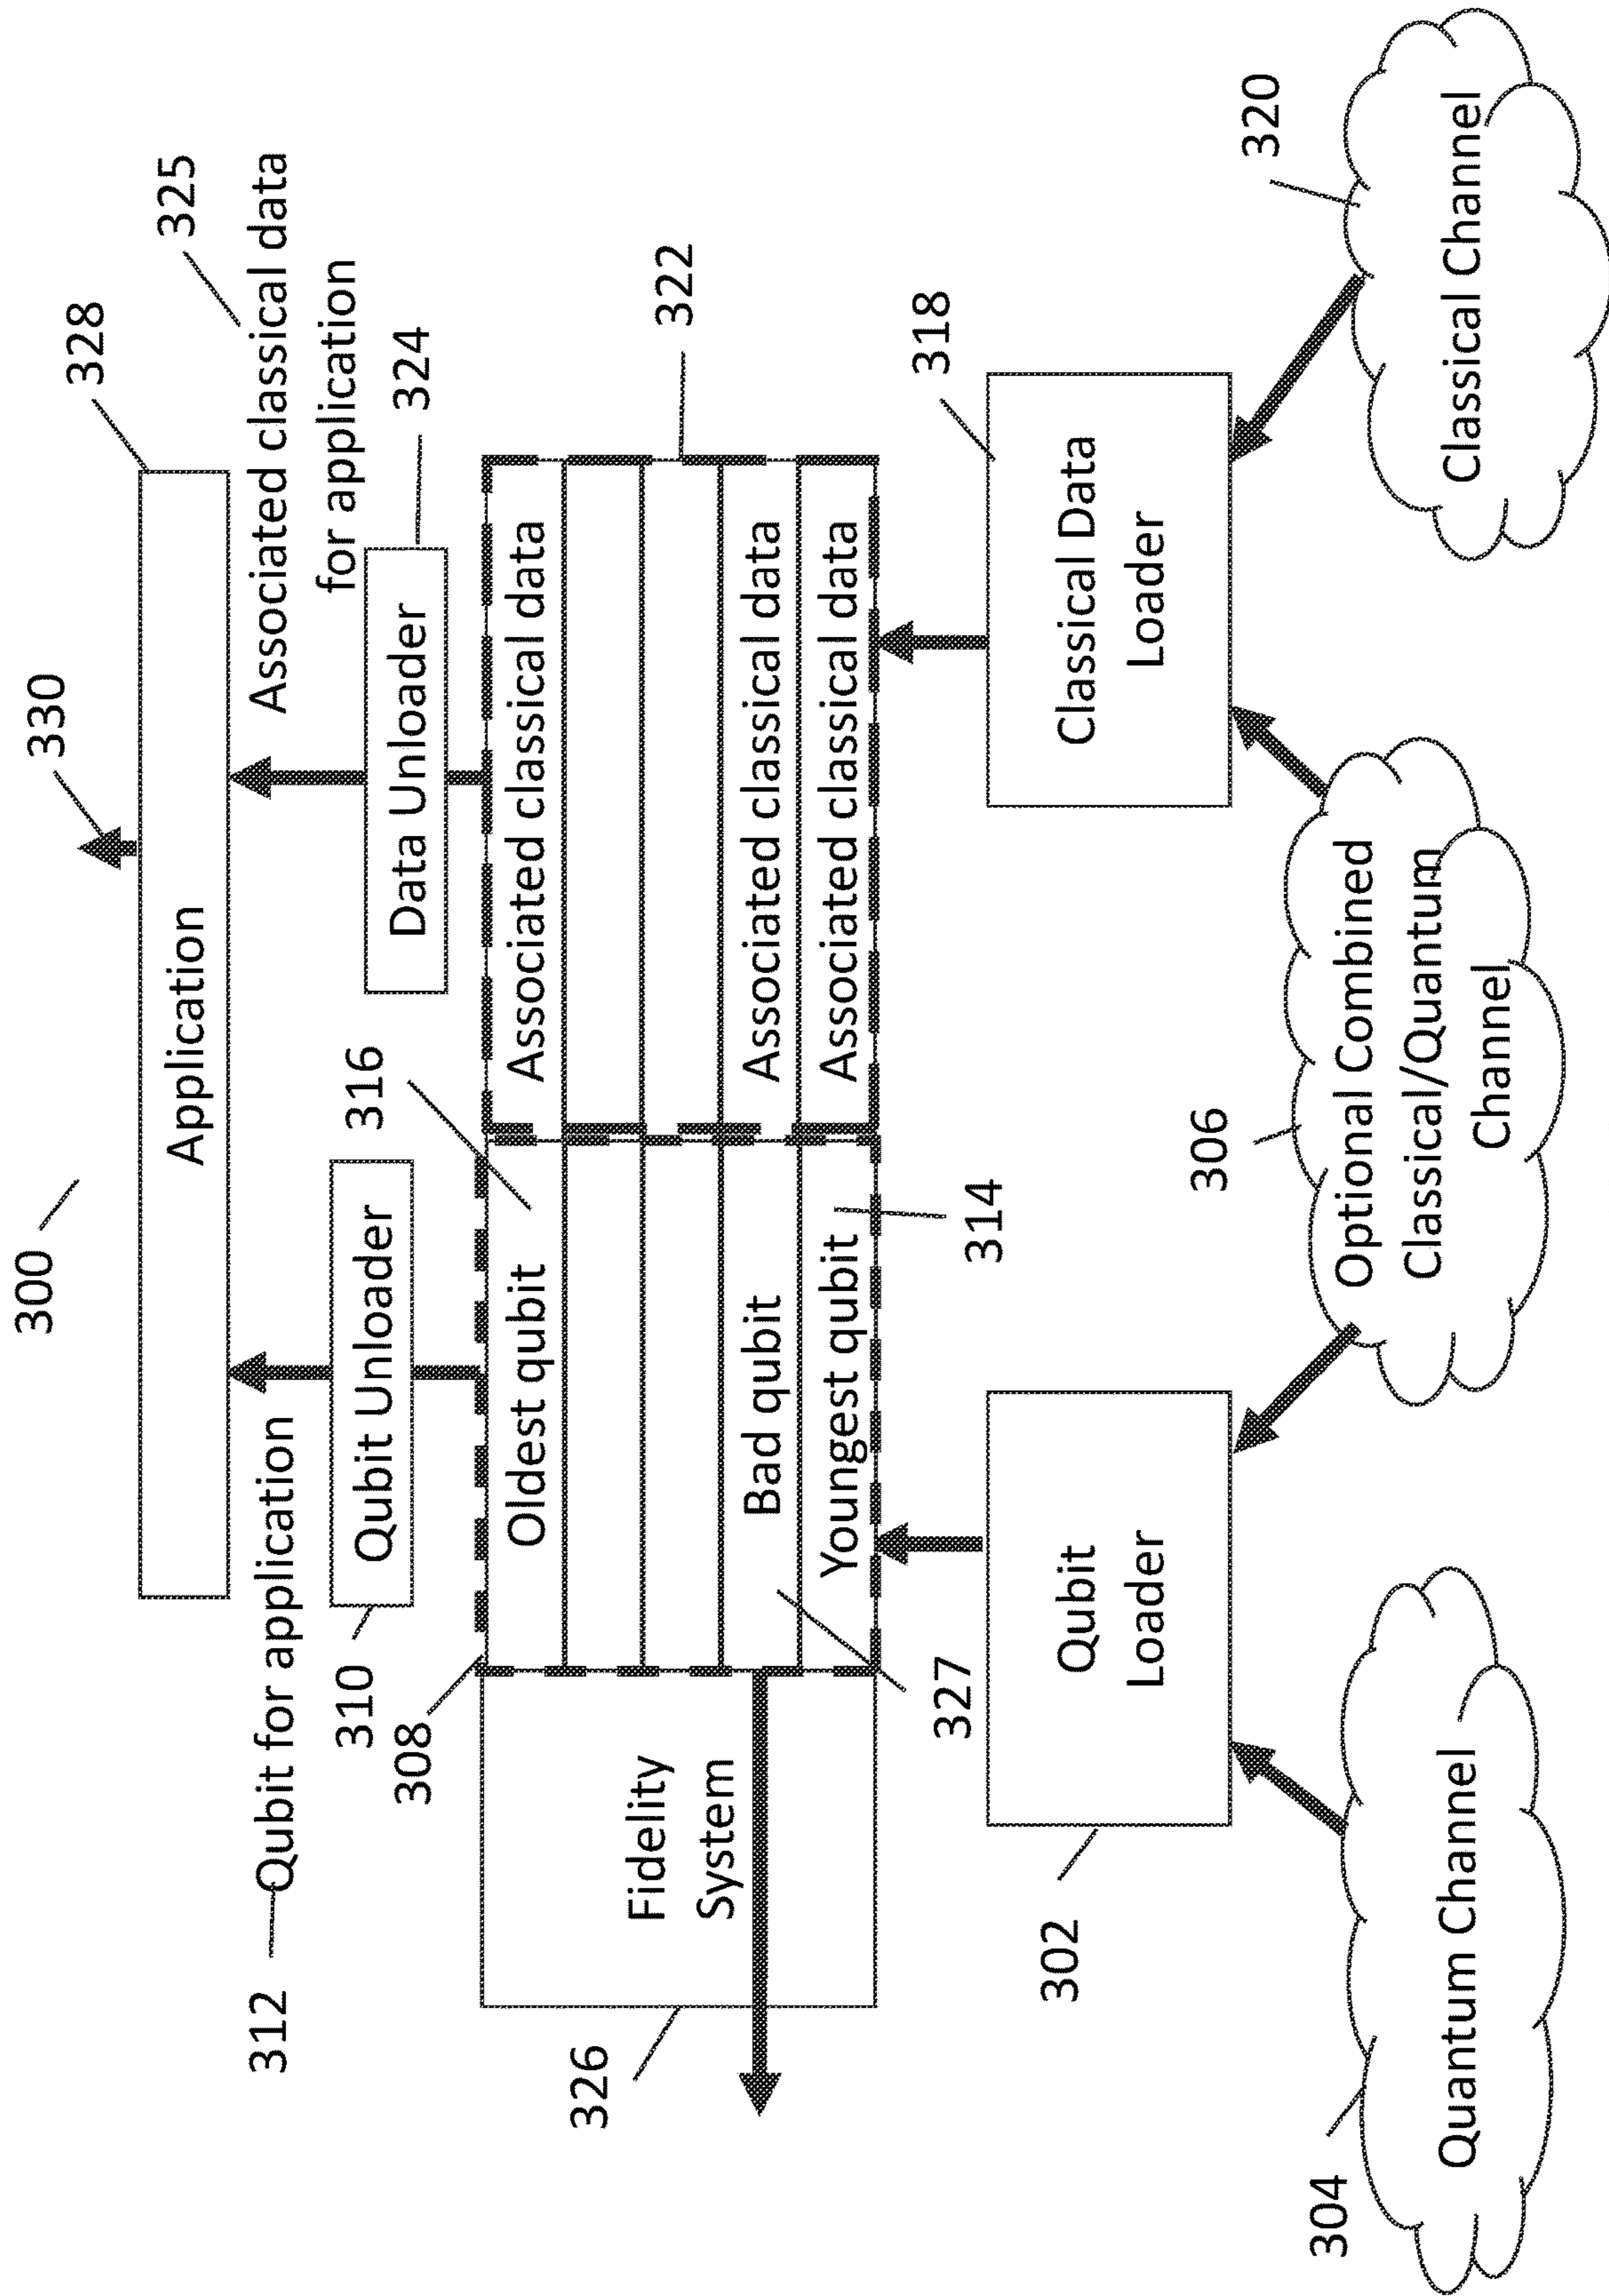 300
330
328
Application
325
Associated classical data
for application
312
Qubit for application
310
Qubit Unloader
324
Data Unloader
308
316
322
Oldest qubit
Associated classical data
Bad qubit
Associated classical data
Youngest qubit
Associated classical data
Fidelity
System
326
327
314
302
Qubit
Loader
318
Classical Data
Loader
304
Quantum Channel
306
Optional Combined
Classical/Quantum
Channel
320
Classical Channel